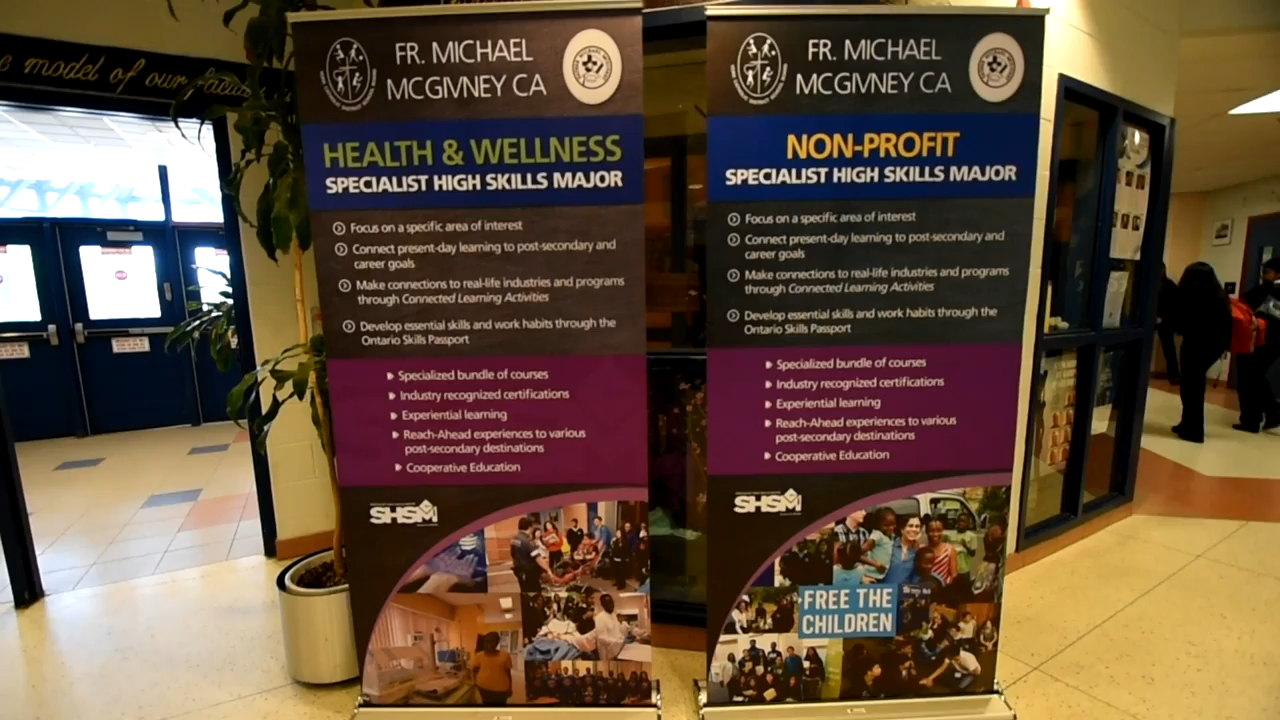 model of our
FR. MICHAEL
MCGIVNEY CA
HEALTH & WELLNESS
SPECIALIST HIGH SKILLS MAJOR
Focus on a specific area of interest
Connect present-day learning to post-secondary and
career goals
Make connections to real-life industries and programs
through Connected Learning Activities
Develop essential skills and work habits through the
Ontario Skills Passport
Specialized bundle of courses
Industry recognized certifications
Experiential learning
Reach-Ahead experiences to various
post-secondary destinations
Cooperative Education
SHSM
FR. MICHAEL
MCGIVNEY CA
NON-PROFIT
SPECIALIST HIGH SKILLS MAJOR
Focus on a specific area of interest
Connect present-day learning to post-secondary and
career goals
Make connections to real-life industries and programs
through Connected Learning Activities
Develop essential skills and work habits through the
Ontario Skills Passport
Specialized bundle of courses
Industry recognized certifications
Experiential learning
Reach-Ahead experiences to various
post-secondary destinations
Cooperative Education
SHSM
FREE THE
CHILDREN